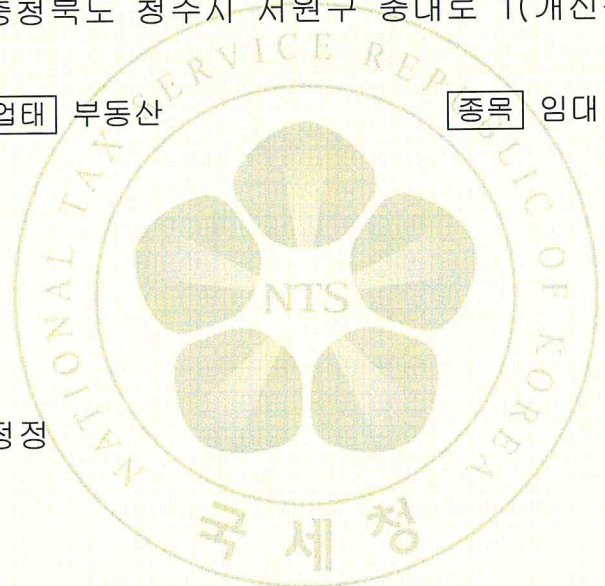 충청북도 청주시 서원구 충대로 1(개신
업태 부동산
종목 임대
NATIONAL TAX SERVICE REPUBLIC OF KOREA
NTS
정정
국세청